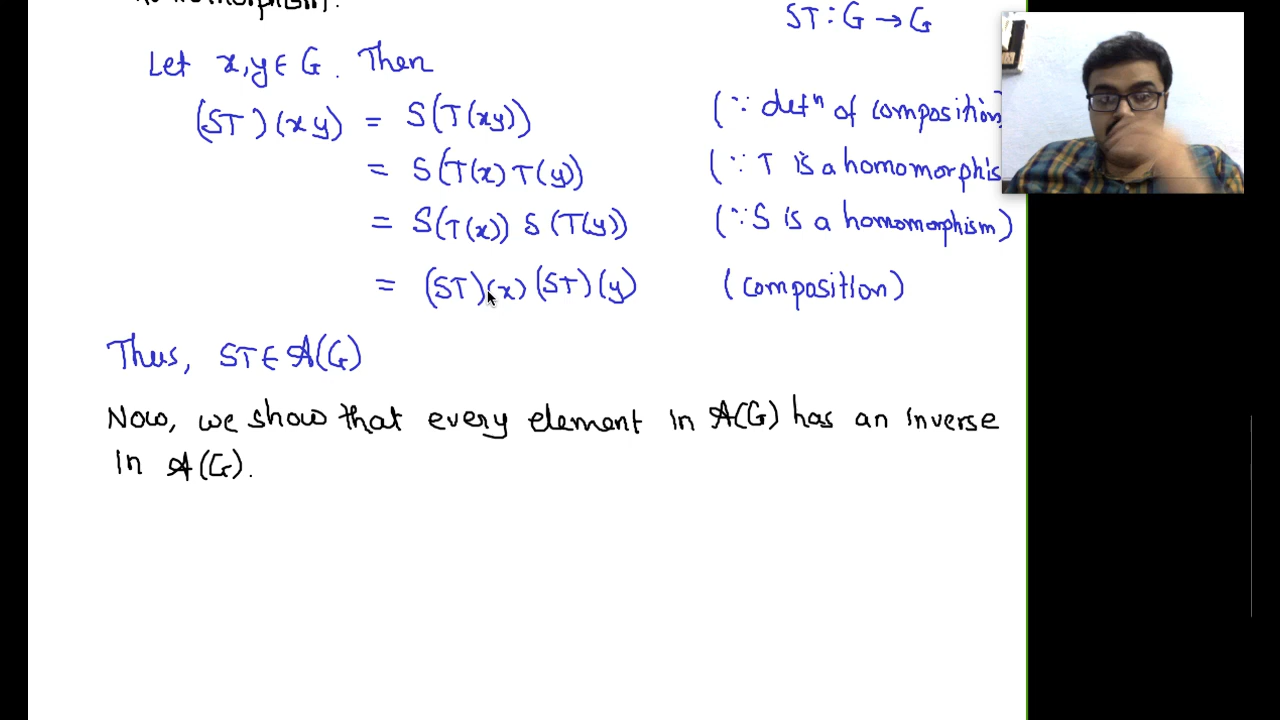 homomorphism.
ST : G → G
Let x, y ∈ G. Then
(ST)(xy) = S(T(xy)) (∵ defⁿ of composition)
= S(T(x) T(y)) (∵ T is a homomorphis
= S(T(x)) S(T(y)) (∵ S is a homomorphism)
= (ST)(x) (ST)(y) (composition)
Thus, ST ∈ 𝒜(G)
Now, we show that every element in 𝒜(G) has an inverse
in 𝒜(G).